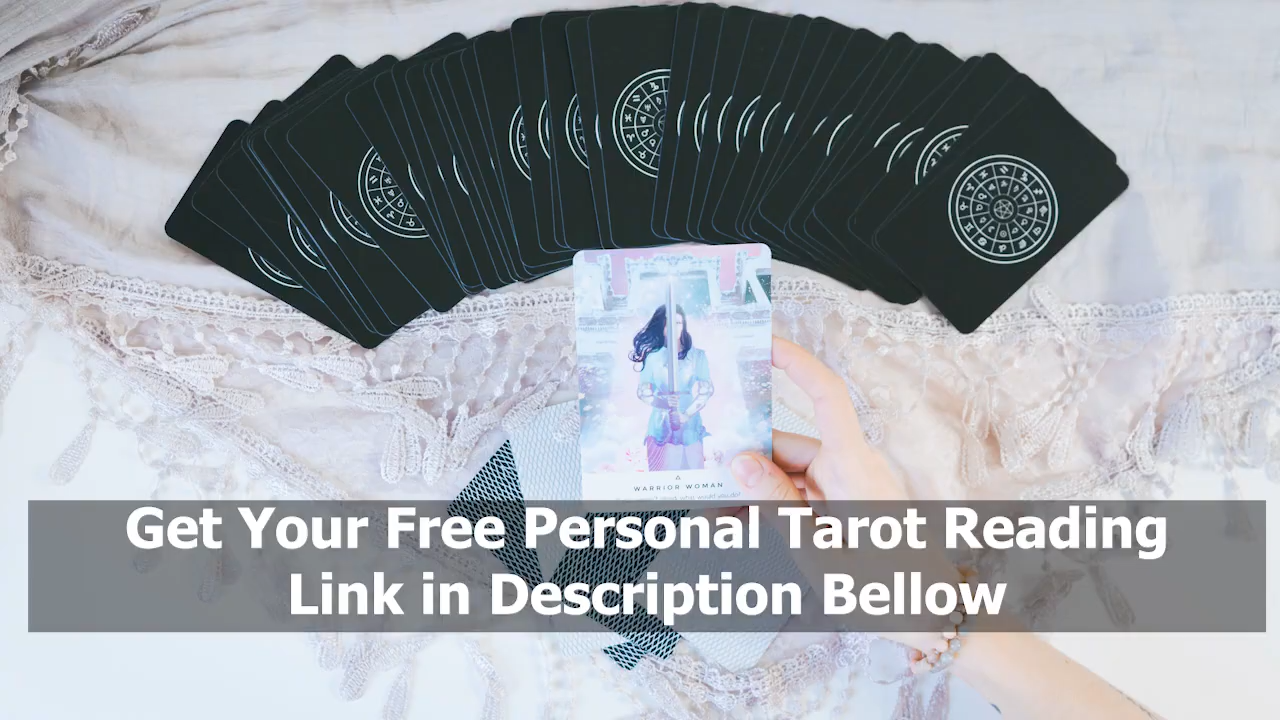 WARRIOR WOMAN
Get Your Free Personal Tarot Reading
Link in Description Bellow